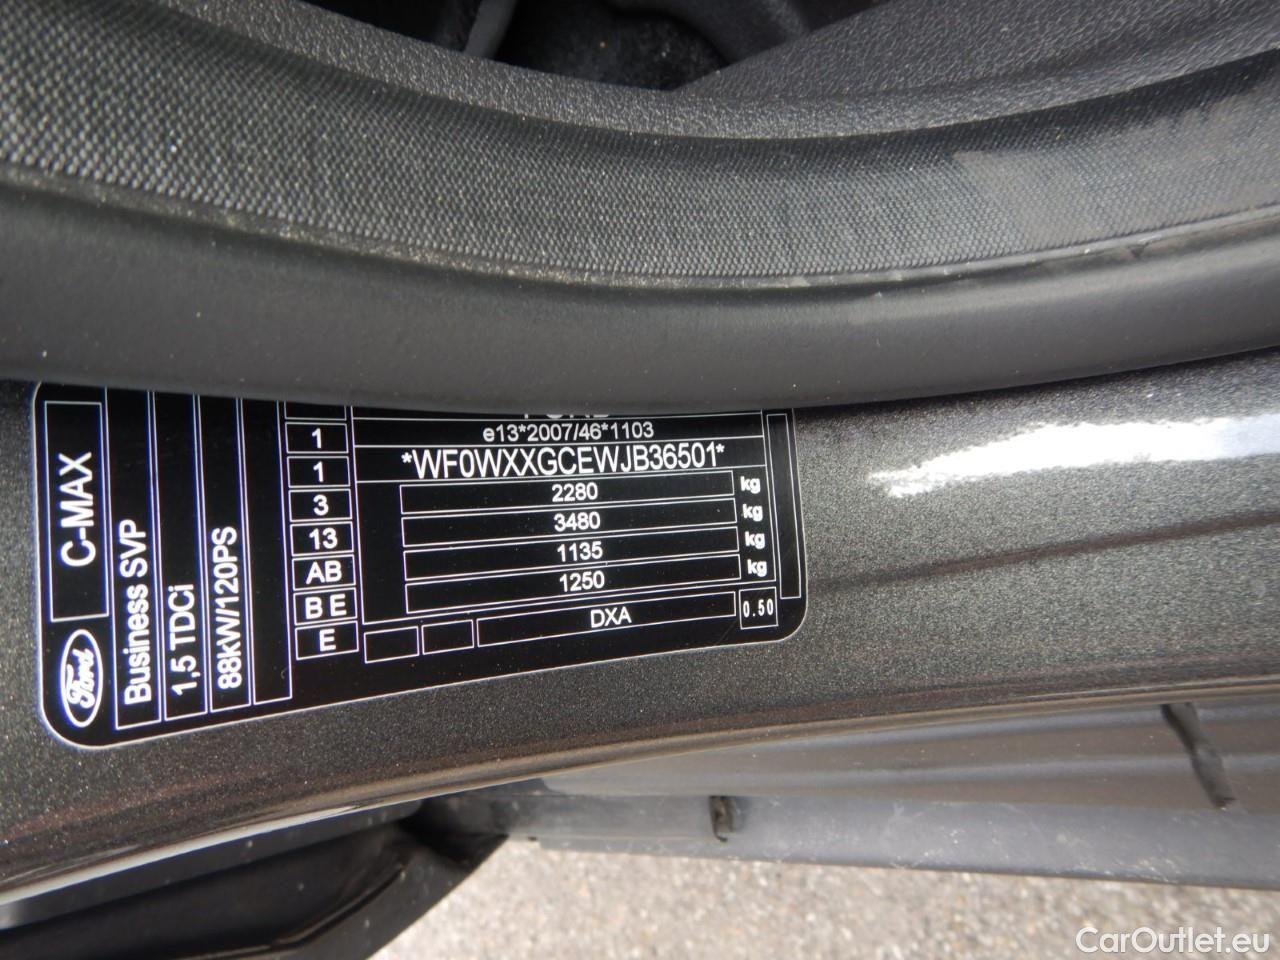 C-MAX
Ford
Business SVP
1,5 TDCi
88kW/120PS
1
1
3
13
AB
B E
E
e13*2007/46*1103
*WF0WXXGCEWJB36501*
2280 kg
3480 kg
1135 kg
1250 kg
DXA
0.50
CarOutlet.eu